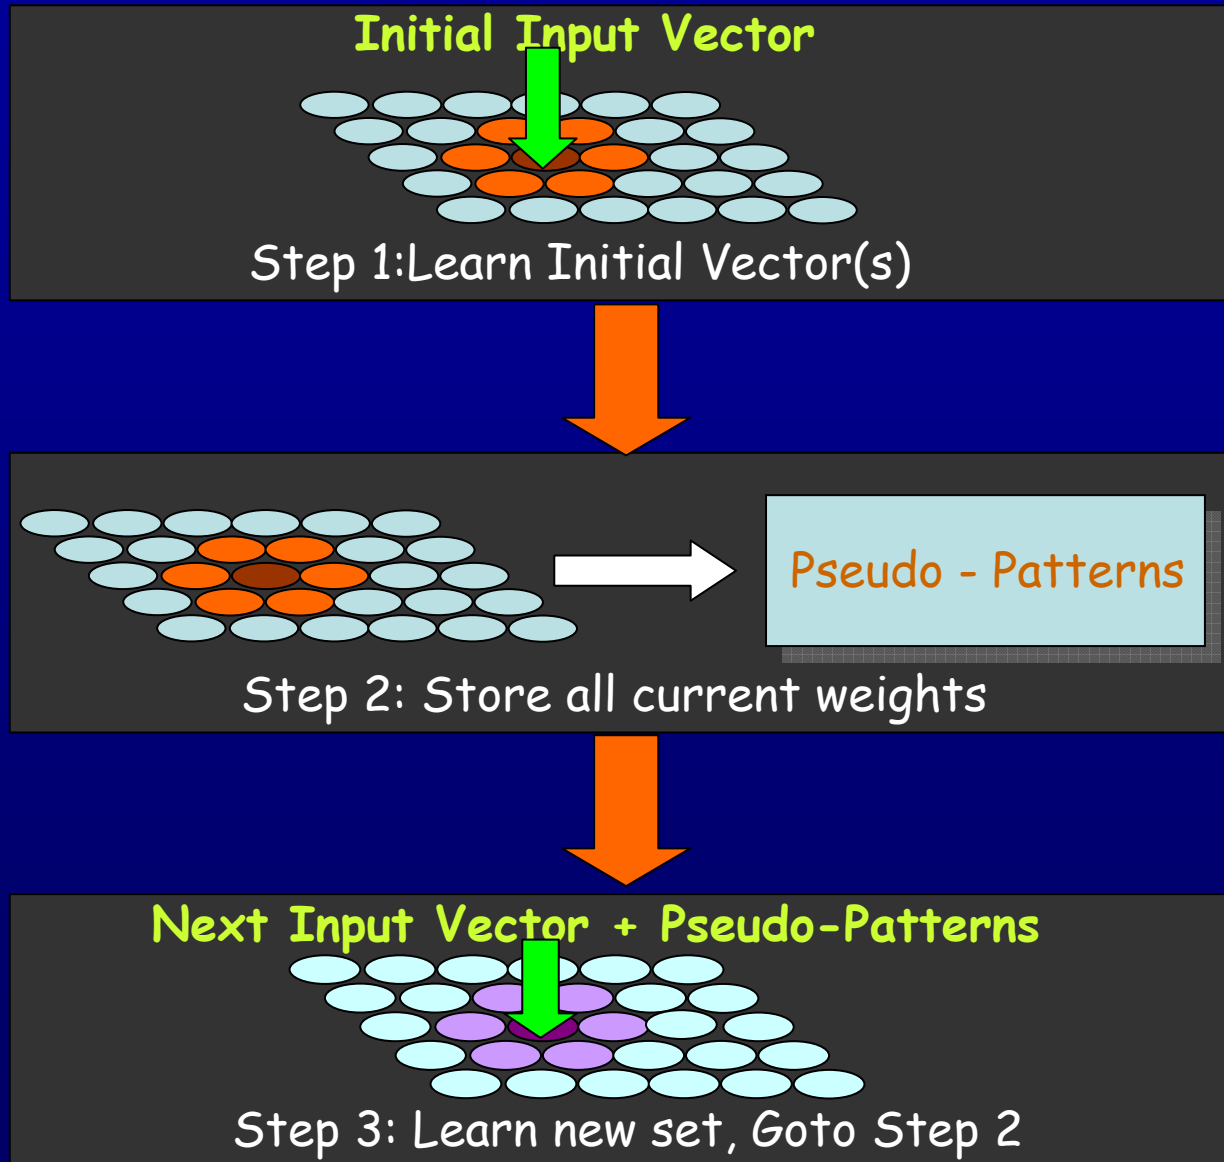 Initial Input Vector
Step 1:Learn Initial Vector(s)
Pseudo - Patterns
Step 2: Store all current weights
Next Input Vector + Pseudo-Patterns
Step 3: Learn new set, Goto Step 2